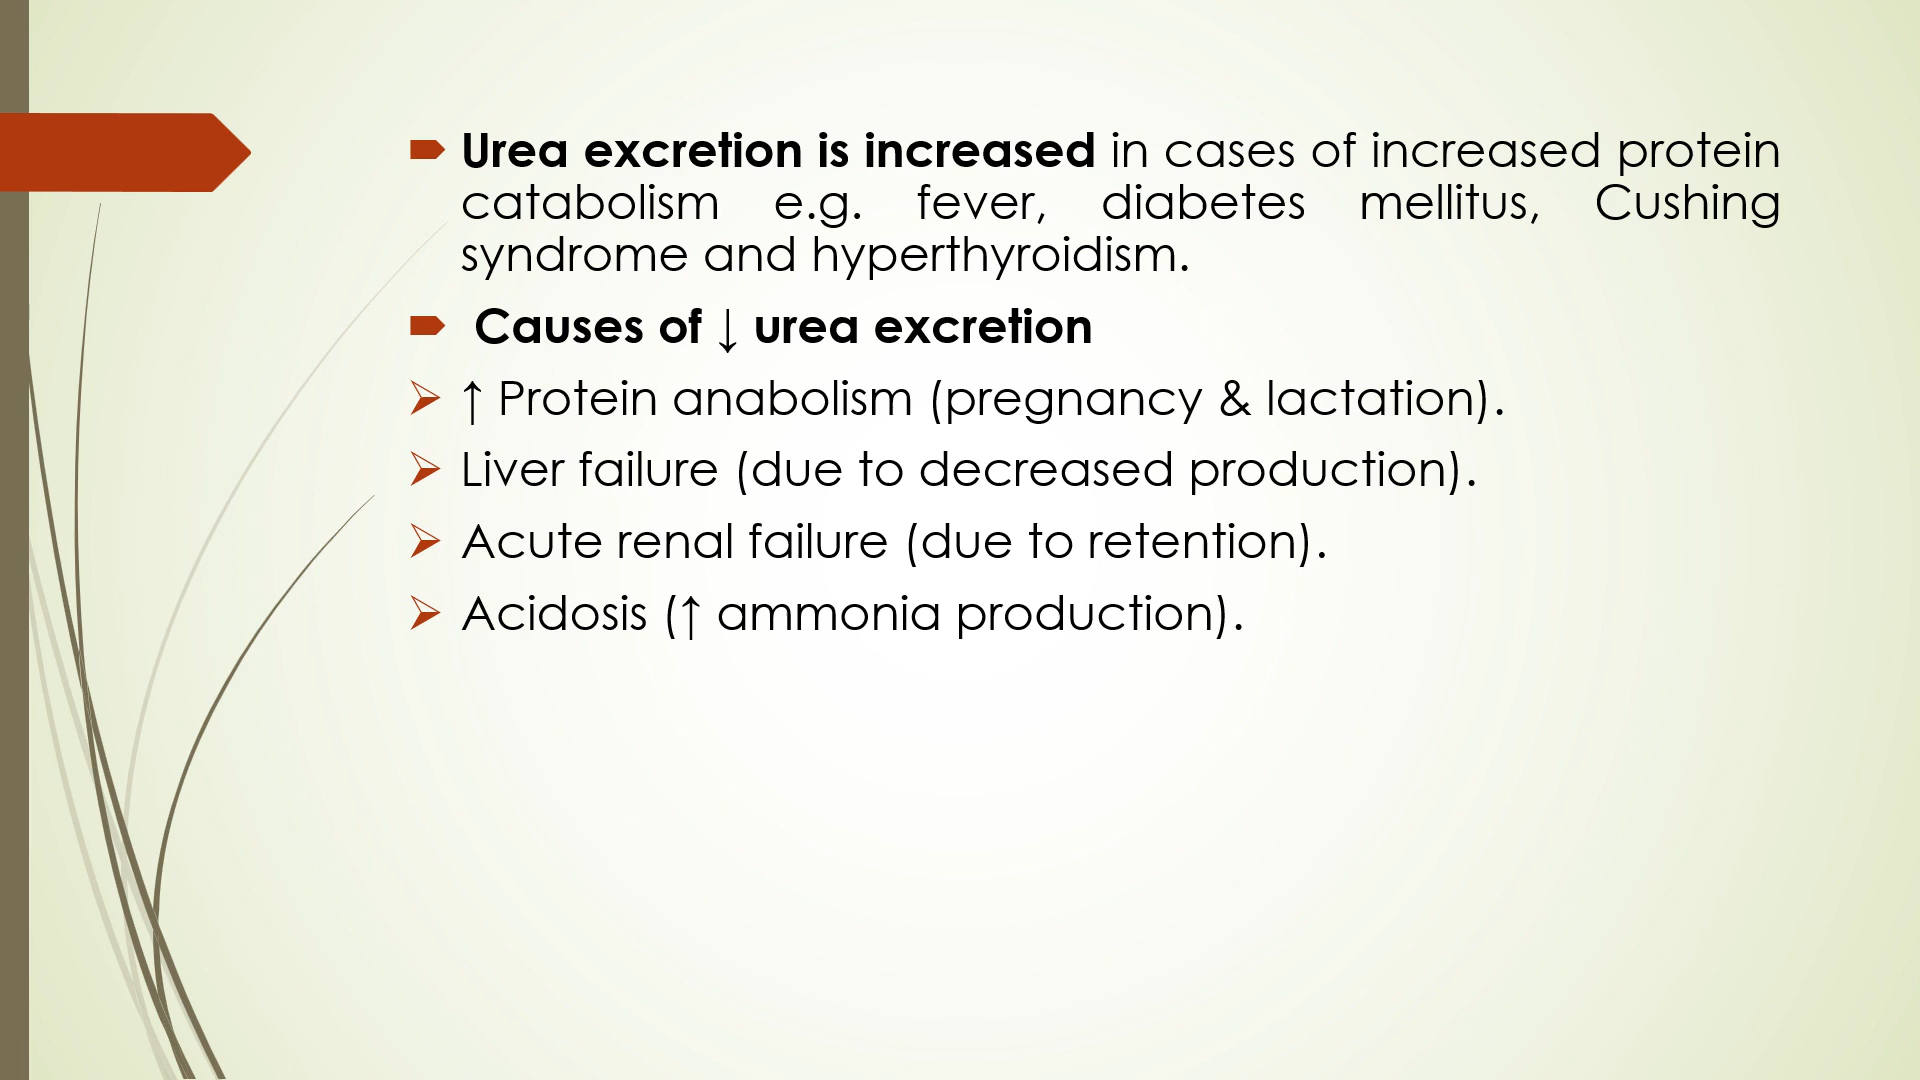 Urea excretion is increased in cases of increased protein
catabolism e.g. fever, diabetes mellitus, Cushing
syndrome and hyperthyroidism.
Causes of ↓ urea excretion
↑ Protein anabolism (pregnancy & lactation).
Liver failure (due to decreased production).
Acute renal failure (due to retention).
Acidosis (↑ ammonia production).